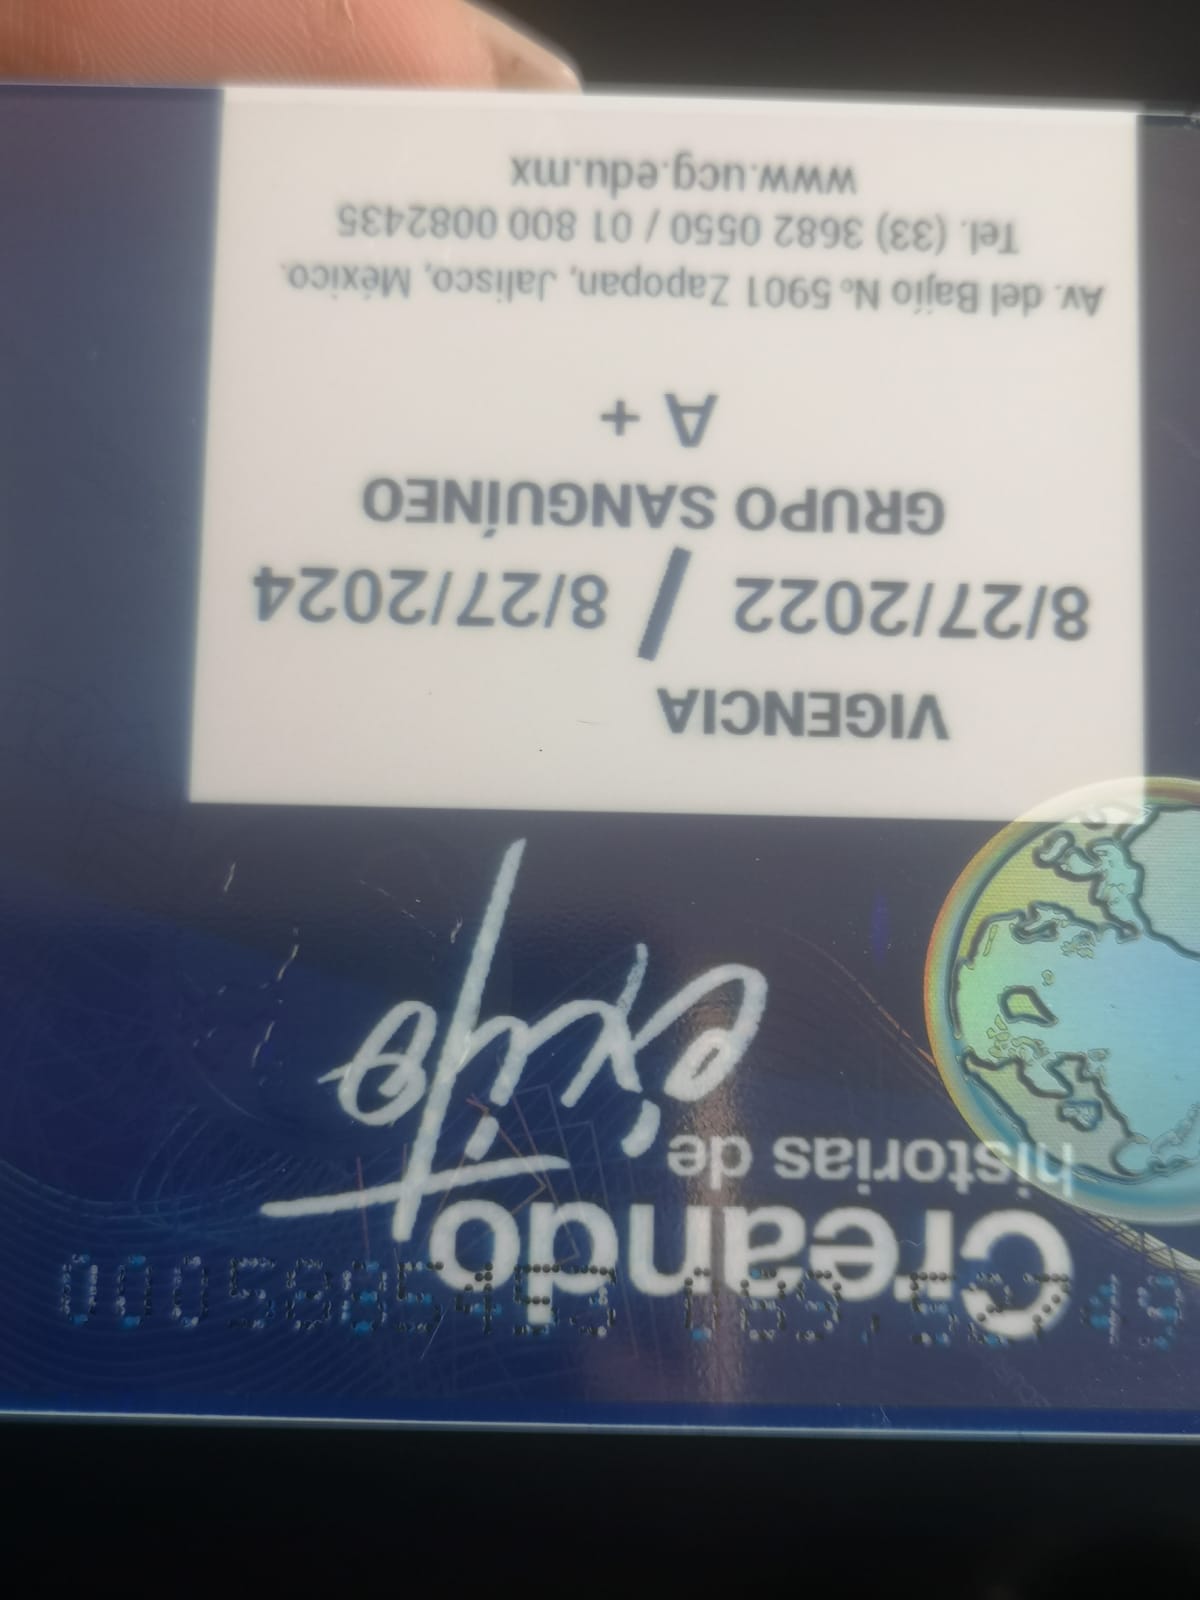 Creando
historias de
éxito
VIGENCIA
8/27/2022 / 8/27/2024
GRUPO SANGUÍNEO
A +
Av. del Bajío No 5901 Zapopan, Jalisco, México.
Tel. (33) 3682 0550 / 01 800 0082435
www.ucg.edu.mx